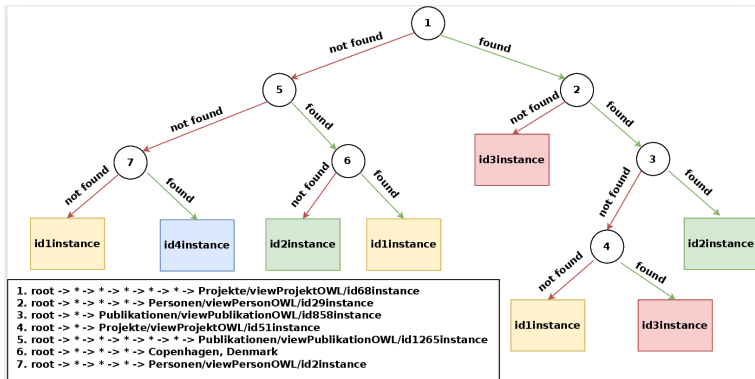 1
not found
found
5
2
not found
found
not found
found
id3instance
7
6
3
not found
found
not found
found
not found
found
id1instance
id4instance
id2instance
id1instance
4
id2instance
not found
found
id1instance
id3instance
1. root -> * -> * -> * -> * -> * -> Projekte/viewProjektOWL/id68instance
2. root -> * -> * -> * -> Personen/viewPersonOWL/id29instance
3. root -> * -> Publikationen/viewPublikationOWL/id858instance
4. root -> * -> Projekte/viewProjektOWL/id51instance
5. root -> * -> * -> * -> * -> * -> Publikationen/viewPublikationOWL/id1265instance
6. root -> * -> * -> * -> Copenhagen, Denmark
7. root -> * -> * -> * -> Personen/viewPersonOWL/id2instance